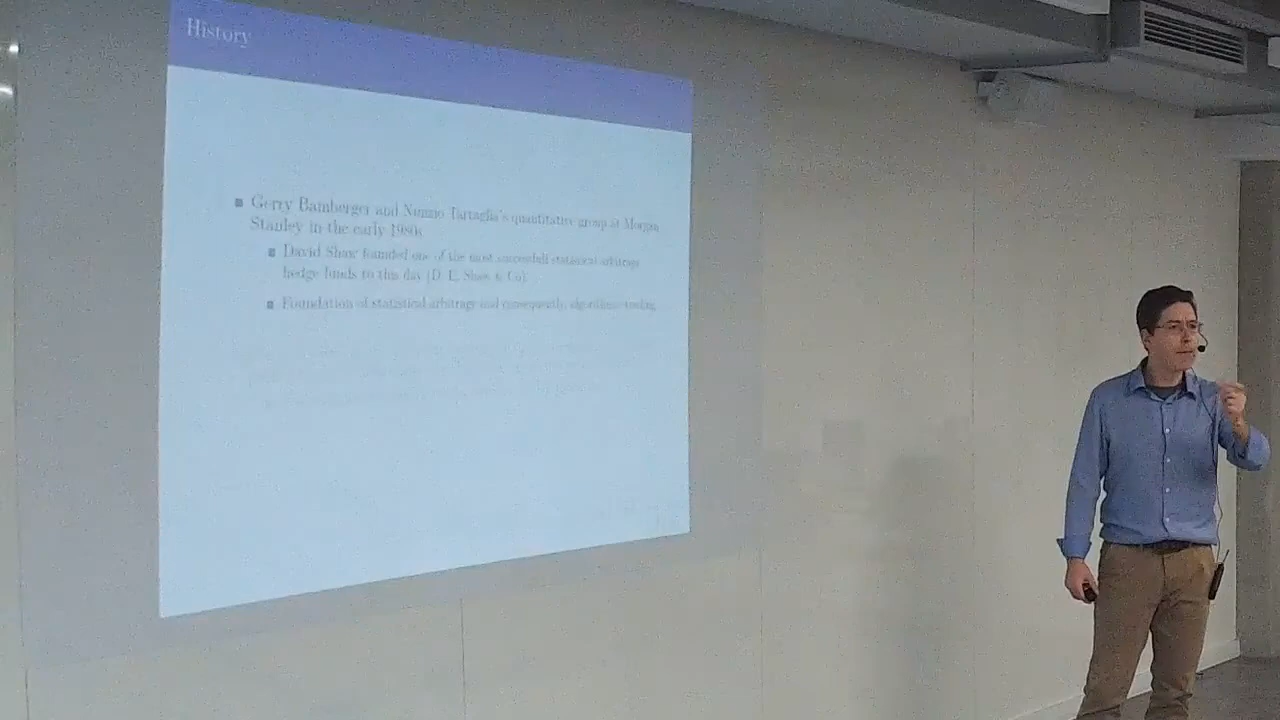 History
Gerry Bamberger and Nunzio Tartaglia's quantitative group at Morgan
Stanley in the early 1980s
David Shaw founded one of the most successfull statistical arbitrage
hedge funds to this day (D. E. Shaw & Co)
Foundation of statistical arbitrage and consequently, algorithmic trading